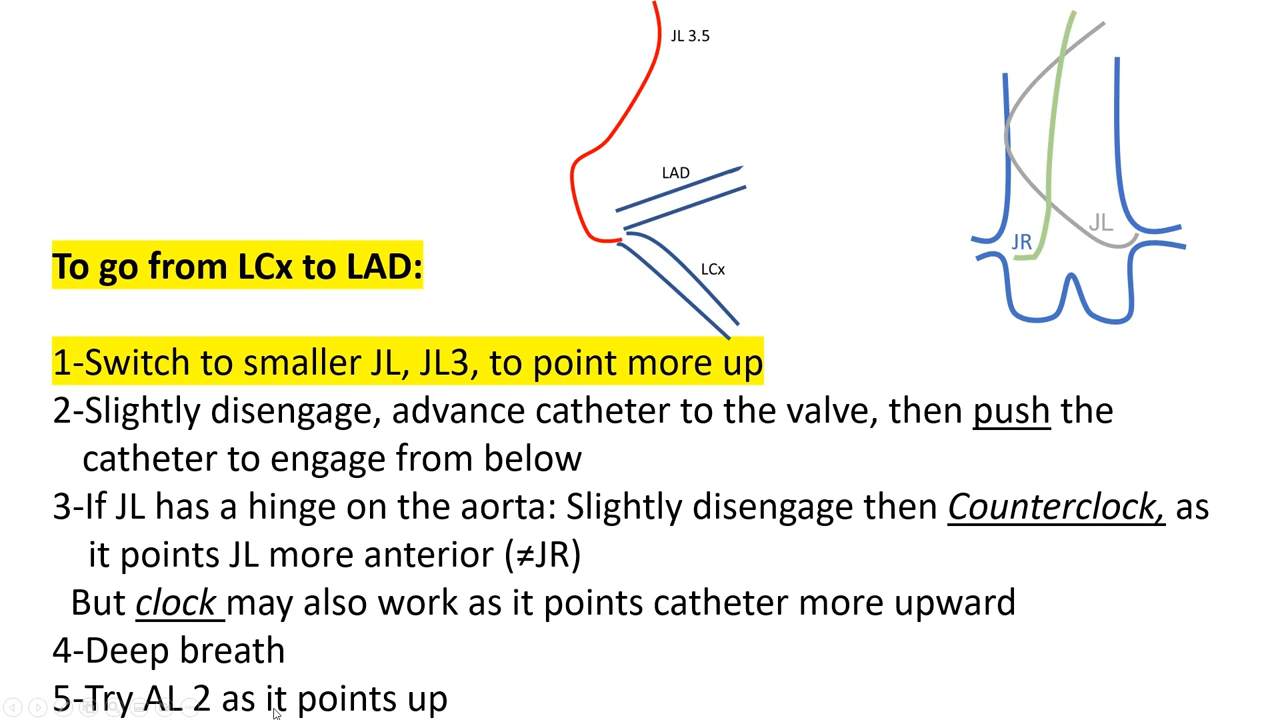 JL 3.5
LAD
LCx
JR
JL
To go from LCx to LAD:
1-Switch to smaller JL, JL3, to point more up
2-Slightly disengage, advance catheter to the valve, then push the
catheter to engage from below
3-If JL has a hinge on the aorta: Slightly disengage then Counterclock, as
it points JL more anterior (≠JR)
But clock may also work as it points catheter more upward
4-Deep breath
5-Try AL 2 as it points up